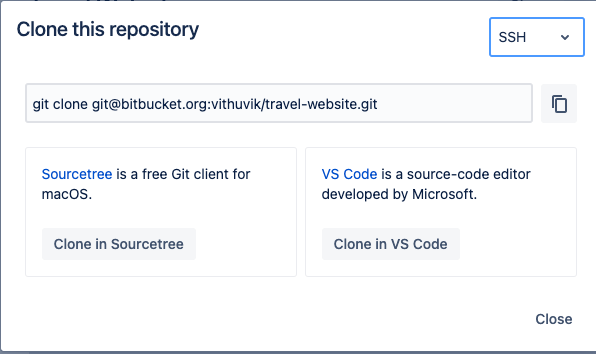 Clone this repository
SSH
git clone git@bitbucket.org:vithuvik/travel-website.git
Sourcetree is a free Git client for
macOS.
Clone in Sourcetree
VS Code is a source-code editor
developed by Microsoft.
Clone in VS Code
Close